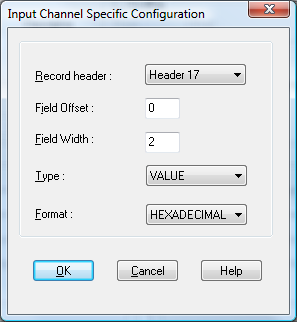 Input Channel Specific Configuration
Record header : Header 17
Field Offset : 0
Field Width : 2
Type : VALUE
Format : HEXADECIMAL
OK Cancel Help